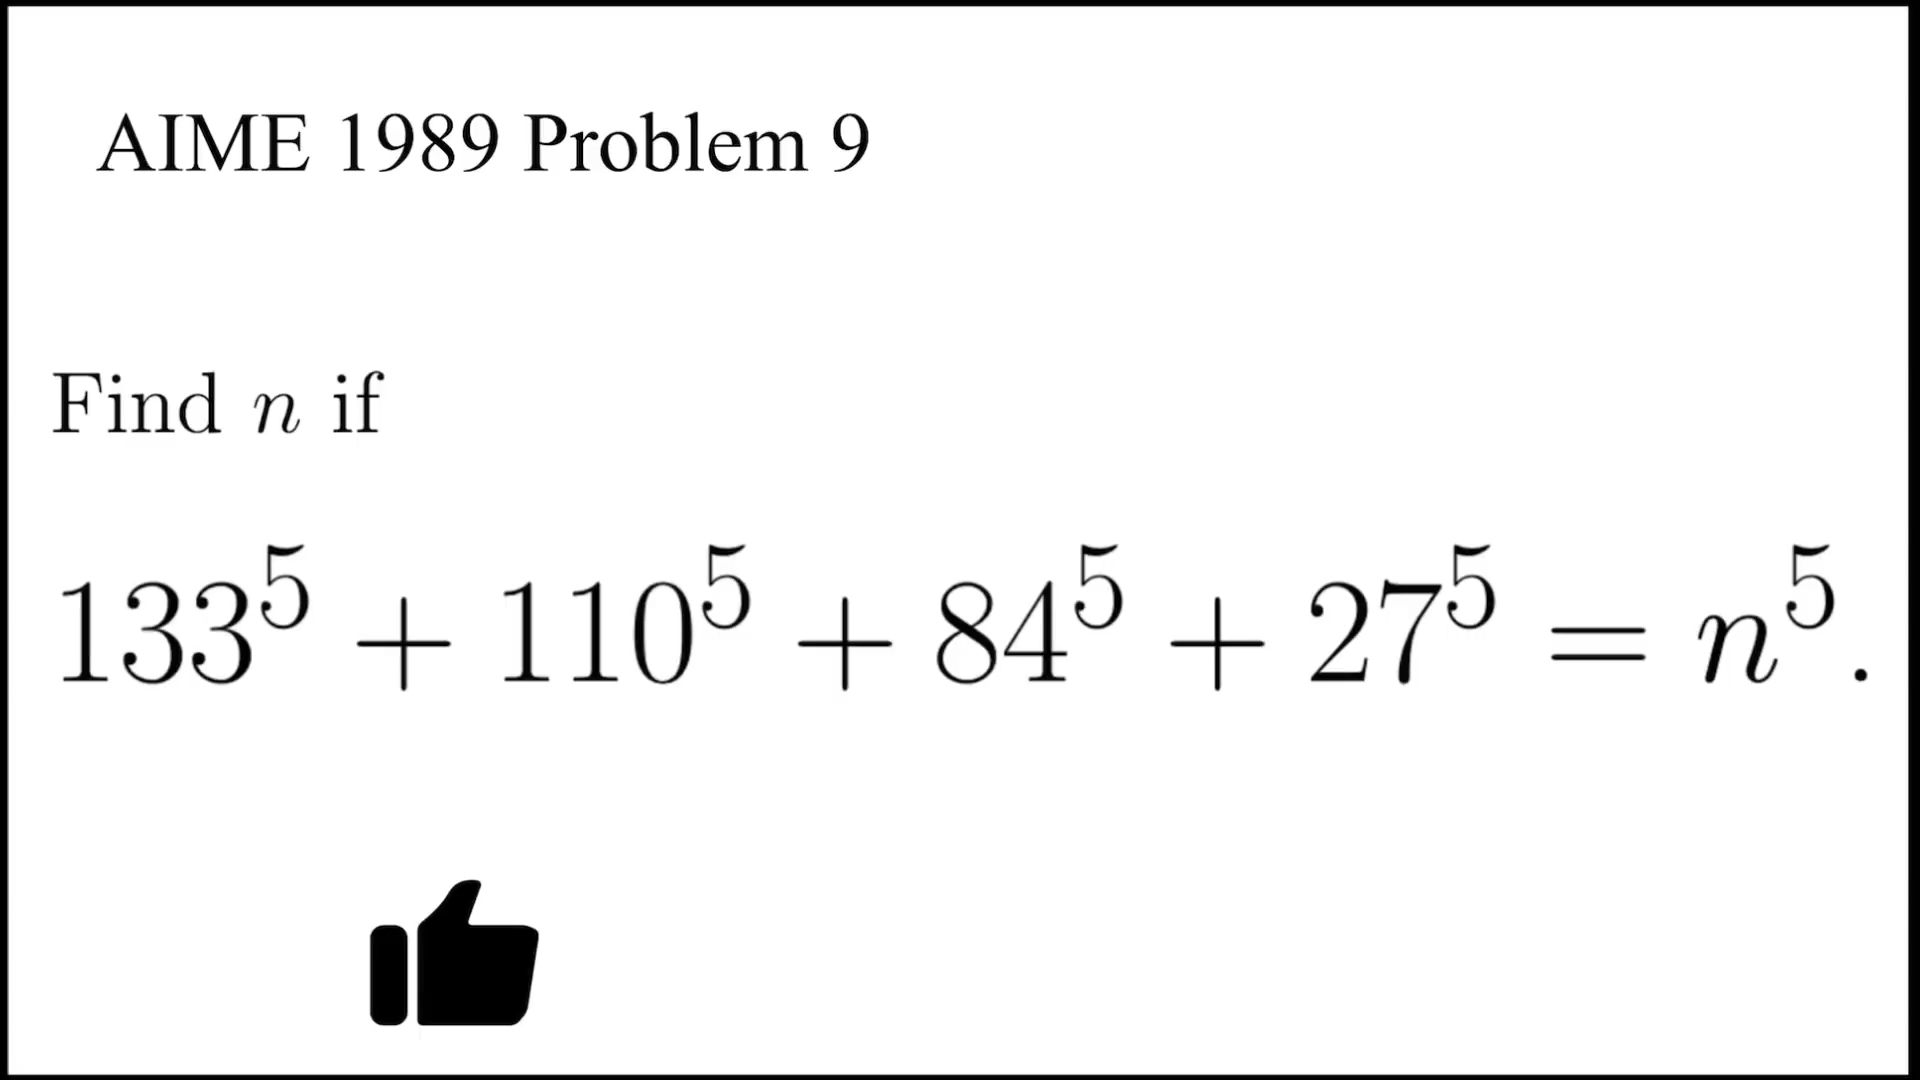 AIME 1989 Problem 9
Find n if
133⁵ + 110⁵ + 84⁵ + 27⁵ = n⁵.